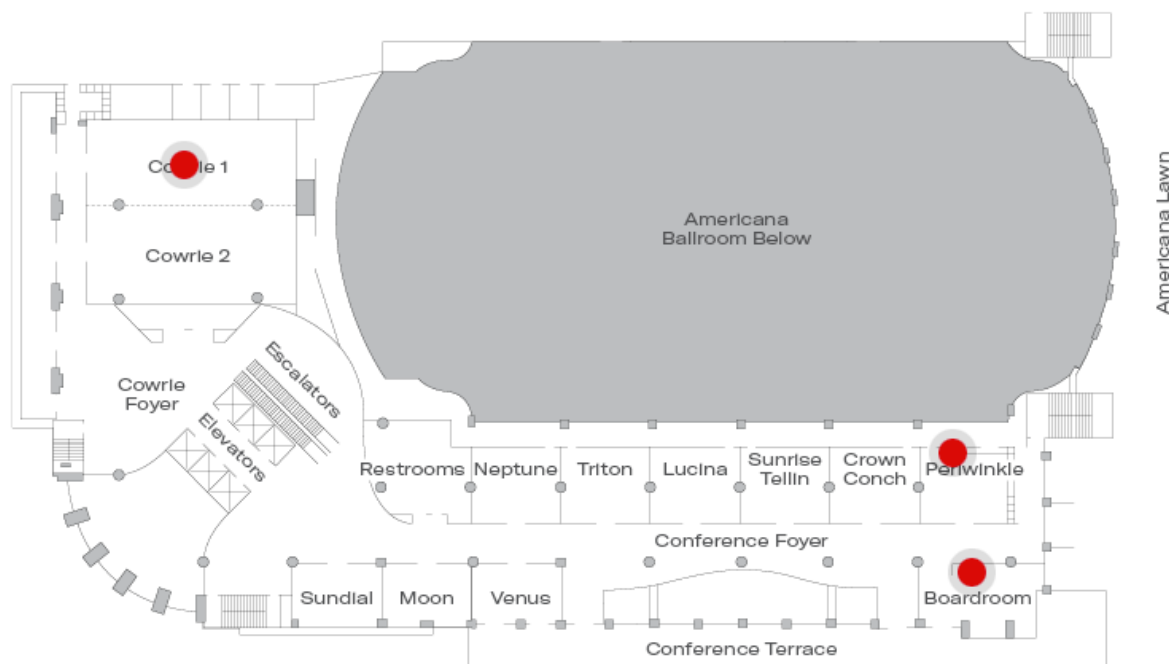 Cowrie 1
Americana
Ballroom Below
Americana Lawn
Cowrie 2
Escalators
Cowrie
Foyer
Elevators
Restrooms
Neptune
Triton
Lucina
Sunrise
Tellin
Crown
Conch
Periwinkle
Conference Foyer
Sundial
Moon
Venus
Boardroom
Conference Terrace